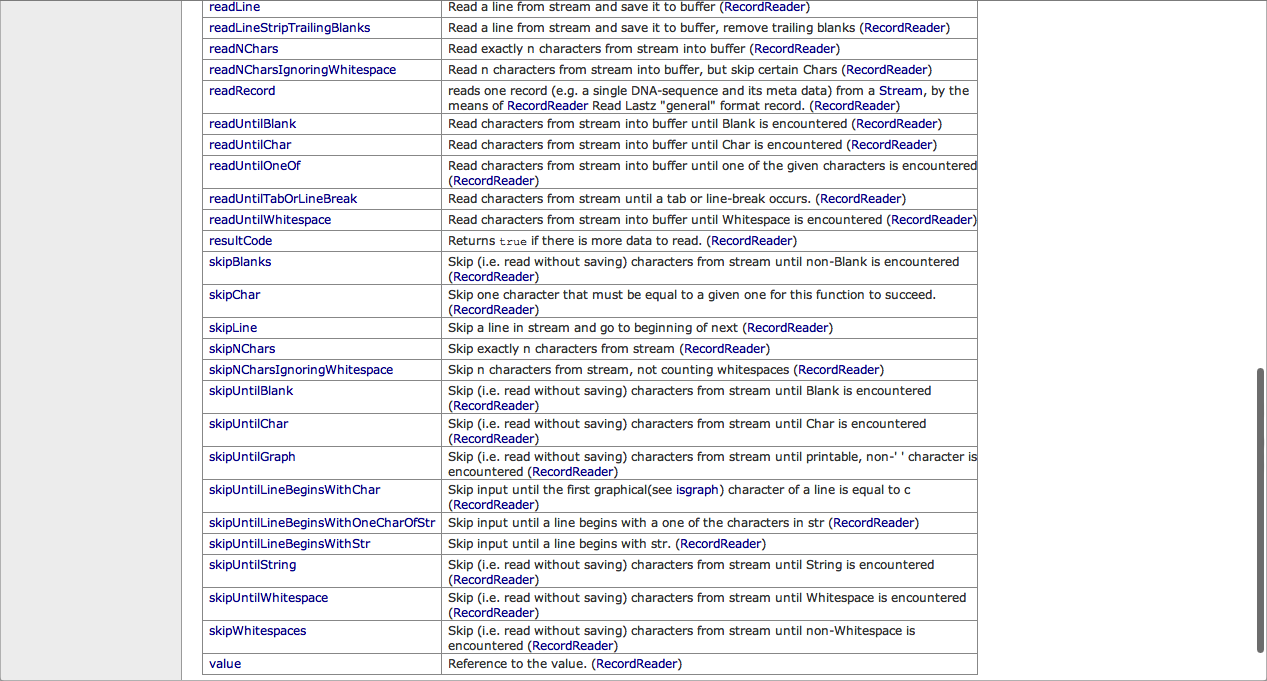 readLine Read a line from stream and save it to buffer (RecordReader)
readLineStripTrailingBlanks Read a line from stream and save it to buffer, remove trailing blanks (RecordReader)
readNChars Read exactly n characters from stream into buffer (RecordReader)
readNCharsIgnoringWhitespace Read n characters from stream into buffer, but skip certain Chars (RecordReader)
readRecord reads one record (e.g. a single DNA-sequence and its meta data) from a Stream, by the
means of RecordReader Read Lastz "general" format record. (RecordReader)
readUntilBlank Read characters from stream into buffer until Blank is encountered (RecordReader)
readUntilChar Read characters from stream into buffer until Char is encountered (RecordReader)
readUntilOneOf Read characters from stream into buffer until one of the given characters is encountered
(RecordReader)
readUntilTabOrLineBreak Read characters from stream until a tab or line-break occurs. (RecordReader)
readUntilWhitespace Read characters from stream into buffer until Whitespace is encountered (RecordReader)
resultCode Returns true if there is more data to read. (RecordReader)
skipBlanks Skip (i.e. read without saving) characters from stream until non-Blank is encountered
(RecordReader)
skipChar Skip one character that must be equal to a given one for this function to succeed.
(RecordReader)
skipLine Skip a line in stream and go to beginning of next (RecordReader)
skipNChars Skip exactly n characters from stream (RecordReader)
skipNCharsIgnoringWhitespace Skip n characters from stream, not counting whitespaces (RecordReader)
skipUntilBlank Skip (i.e. read without saving) characters from stream until Blank is encountered
(RecordReader)
skipUntilChar Skip (i.e. read without saving) characters from stream until Char is encountered
(RecordReader)
skipUntilGraph Skip (i.e. read without saving) characters from stream until printable, non-' ' character is
encountered (RecordReader)
skipUntilLineBeginsWithChar Skip input until the first graphical(see isgraph) character of a line is equal to c
(RecordReader)
skipUntilLineBeginsWithOneCharOfStr Skip input until a line begins with a one of the characters in str (RecordReader)
skipUntilLineBeginsWithStr Skip input until a line begins with str. (RecordReader)
skipUntilString Skip (i.e. read without saving) characters from stream until String is encountered
(RecordReader)
skipUntilWhitespace Skip (i.e. read without saving) characters from stream until Whitespace is encountered
(RecordReader)
skipWhitespaces Skip (i.e. read without saving) characters from stream until non-Whitespace is
encountered (RecordReader)
value Reference to the value. (RecordReader)